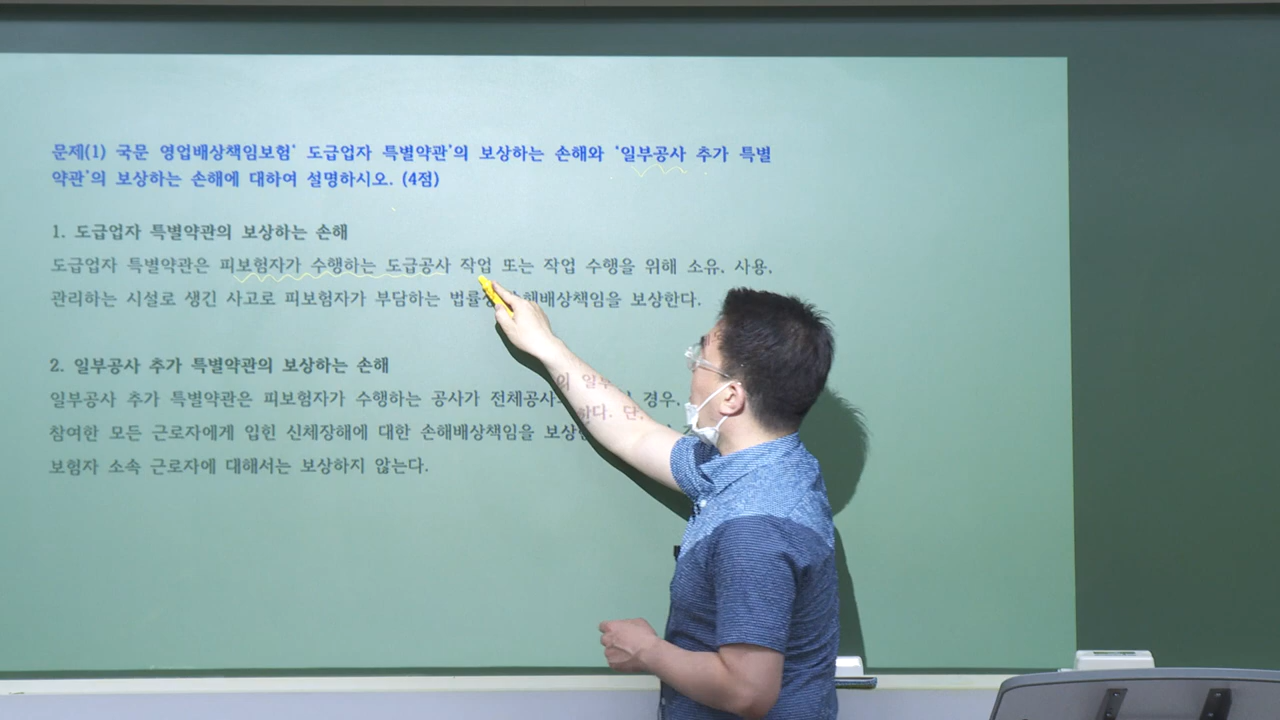 문제(1) 국문 영업배상책임보험‘ 도급업자 특별약관’의 보상하는 손해와 ‘일부공사 추가 특별
약관’의 보상하는 손해에 대하여 설명하시오. (4점)
1. 도급업자 특별약관의 보상하는 손해
도급업자 특별약관은 피보험자가 수행하는 도급공사 작업 또는 작업 수행을 위해 소유, 사용,
관리하는 시설로 생긴 사고로 피보험자가 부담하는 법률상 손해배상책임을 보상한다.
2. 일부공사 추가 특별약관의 보상하는 손해
일부공사 추가 특별약관은 피보험자가 수행하는 공사가 전체공사의 일부 경우,
참여한 모든 근로자에게 입힌 신체장해에 대한 손해배상책임을 보상한다. 단,
보험자 소속 근로자에 대해서는 보상하지 않는다.